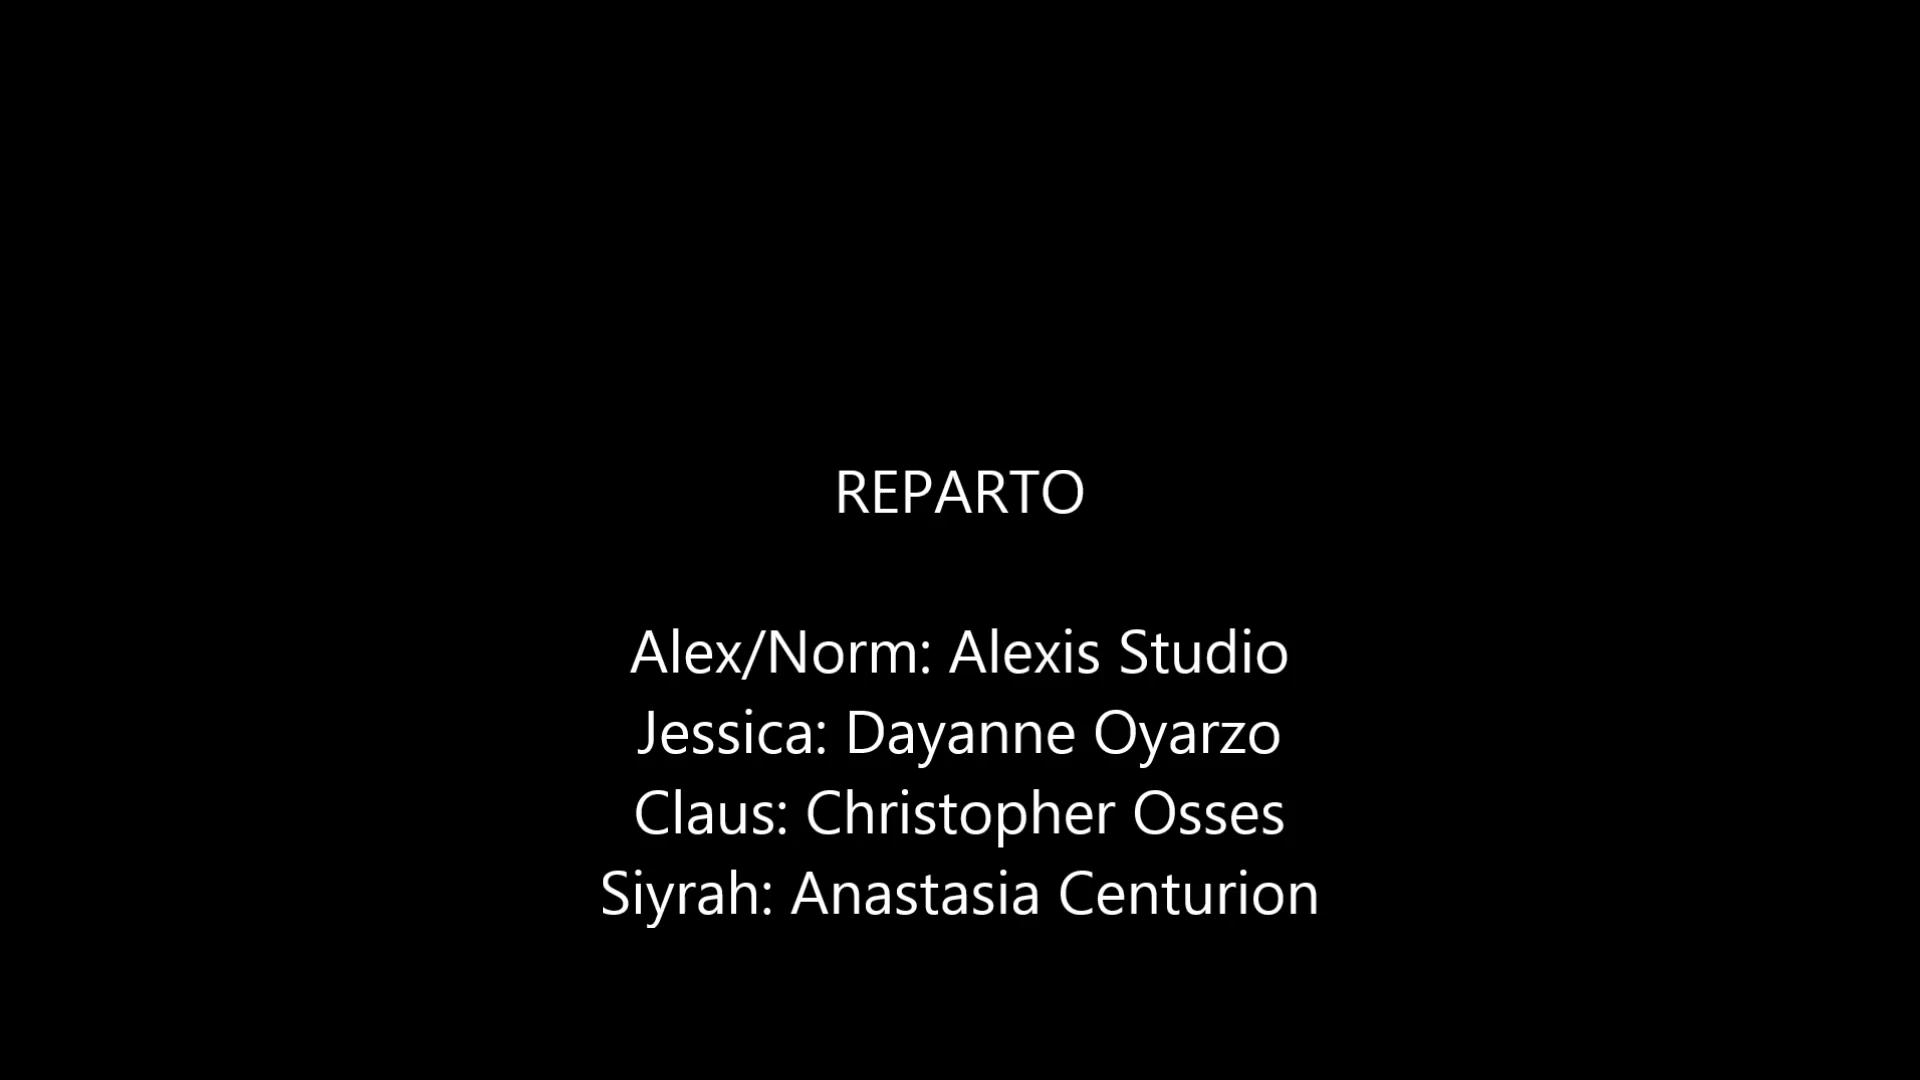 REPARTO
Alex/Norm: Alexis Studio
Jessica: Dayanne Oyarzo
Claus: Christopher Osses
Siyrah: Anastasia Centurion